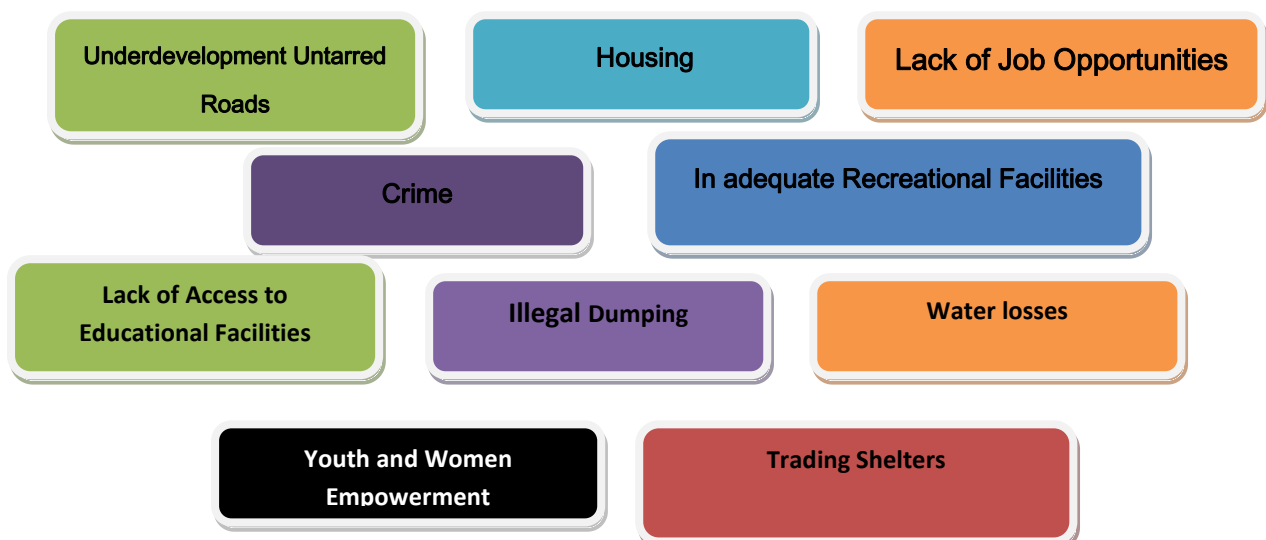 Underdevelopment Untarred
Roads
Housing
Lack of Job Opportunities
Crime
In adequate Recreational Facilities
Lack of Access to
Educational Facilities
Illegal Dumping
Water losses
Youth and Women
Empowerment
Trading Shelters